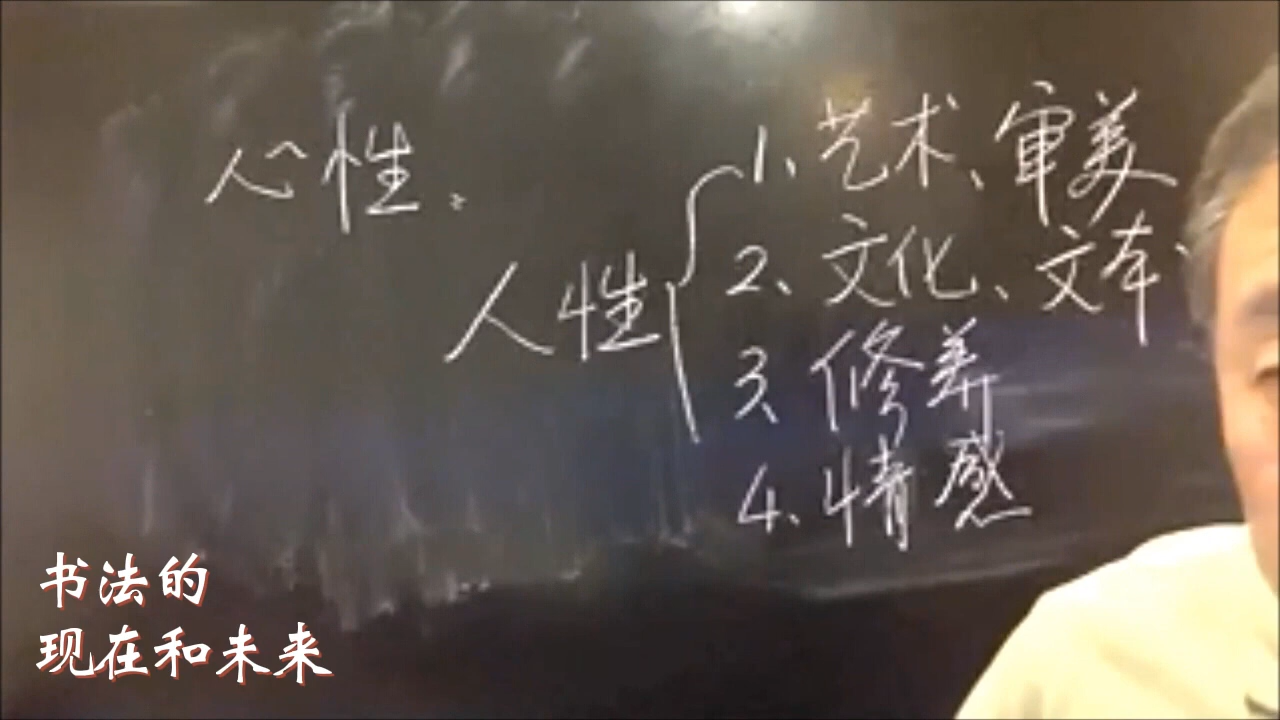 心性、
人性
1、艺术、审美
2、文化、文本
3、修养
4、情感
书法的
现在和未来